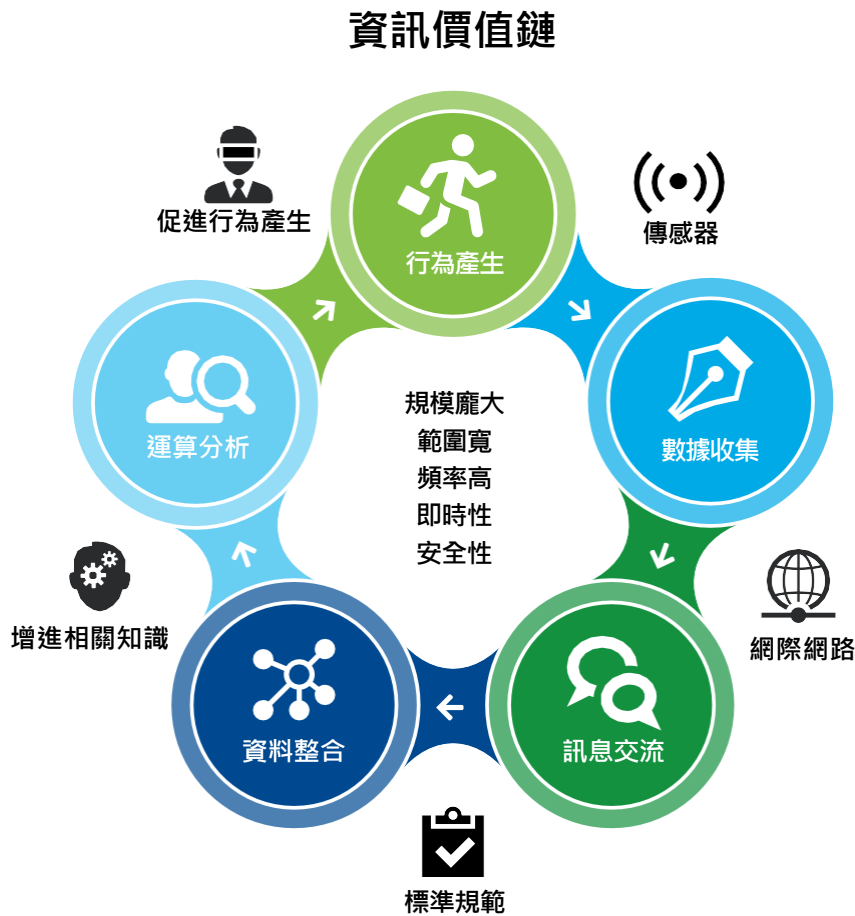 資訊價值鏈
促進行為產生
行為產生
傳感器
運算分析
數據收集
規模龐大
範圍寬
頻率高
即時性
安全性
增進相關知識
網際網路
資料整合
訊息交流
標準規範